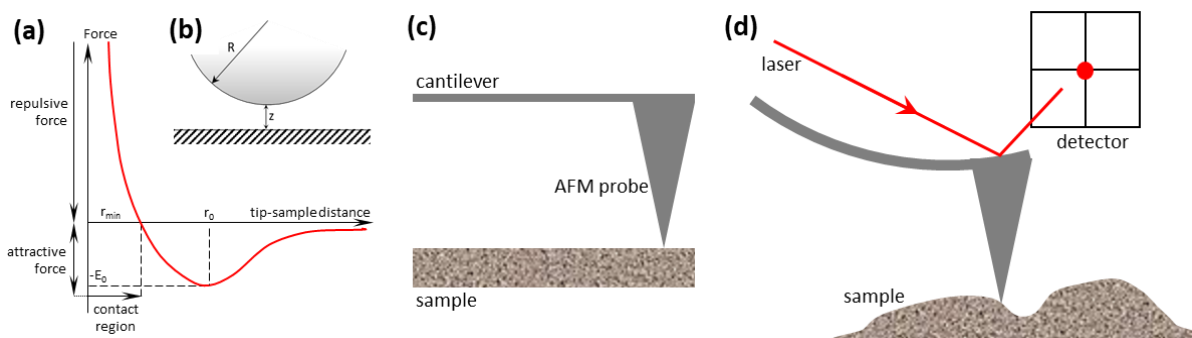 (a)
Force
repulsive
force
r_min
r_0
tip-sample distance
attractive
force
-E_0
contact
region
(b)
R
z
(c)
cantilever
AFM probe
sample
(d)
laser
detector
sample